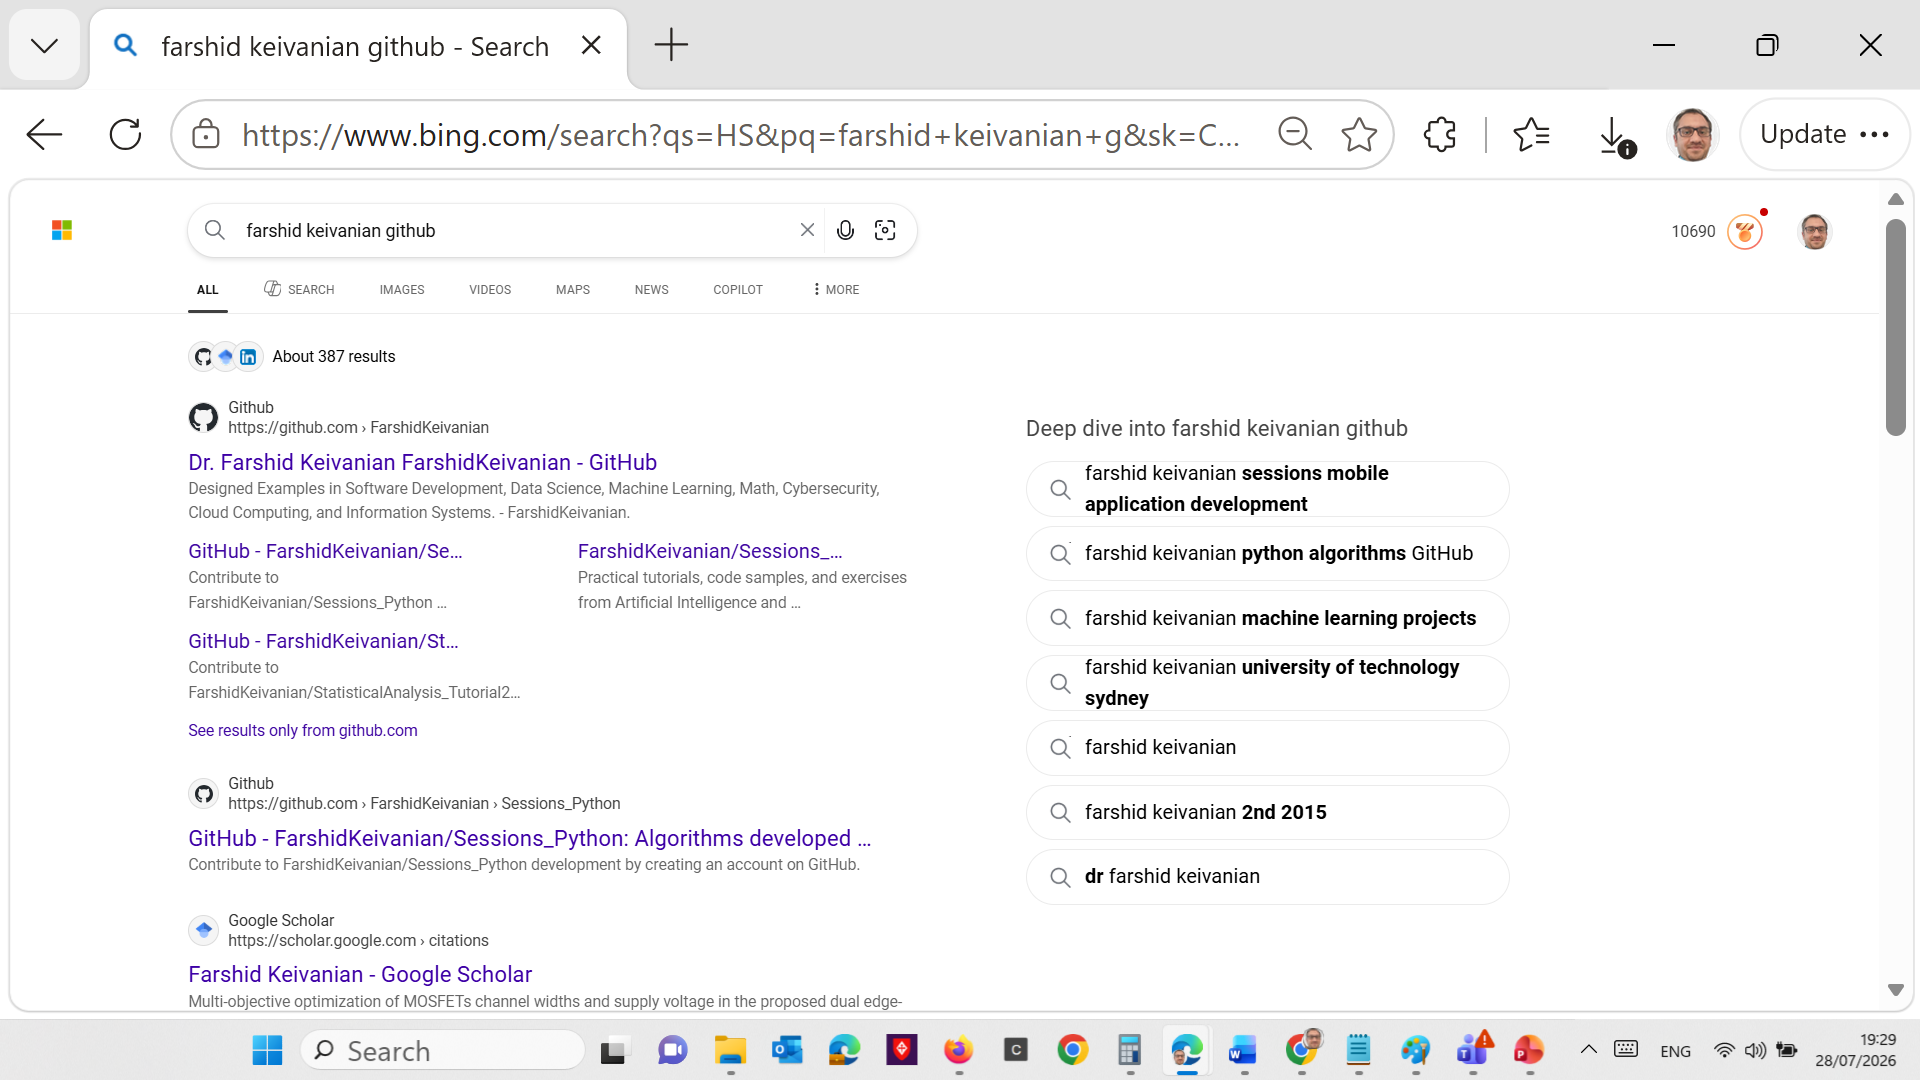 farshid keivanian github - Search
https://www.bing.com/search?qs=HS&pq=farshid+keivanian+g&sk=C...
Update
farshid keivanian github
10690
ALL
SEARCH
IMAGES
VIDEOS
MAPS
NEWS
COPILOT
MORE
About 387 results
Github
https://github.com › FarshidKeivanian
Dr. Farshid Keivanian FarshidKeivanian - GitHub
Designed Examples in Software Development, Data Science, Machine Learning, Math, Cybersecurity,
Cloud Computing, and Information Systems. - FarshidKeivanian.
GitHub - FarshidKeivanian/Se...
Contribute to
FarshidKeivanian/Sessions_Python ...
FarshidKeivanian/Sessions_...
Practical tutorials, code samples, and exercises
from Artificial Intelligence and ...
GitHub - FarshidKeivanian/St...
Contribute to
FarshidKeivanian/StatisticalAnalysis_Tutorial2...
See results only from github.com
Github
https://github.com › FarshidKeivanian › Sessions_Python
GitHub - FarshidKeivanian/Sessions_Python: Algorithms developed ...
Contribute to FarshidKeivanian/Sessions_Python development by creating an account on GitHub.
Google Scholar
https://scholar.google.com › citations
Farshid Keivanian - Google Scholar
Multi-objective optimization of MOSFETs channel widths and supply voltage in the proposed dual edge-
Deep dive into farshid keivanian github
farshid keivanian sessions mobile
application development
farshid keivanian python algorithms GitHub
farshid keivanian machine learning projects
farshid keivanian university of technology
sydney
farshid keivanian
farshid keivanian 2nd 2015
dr farshid keivanian
Search
ENG
19:29
28/07/2026